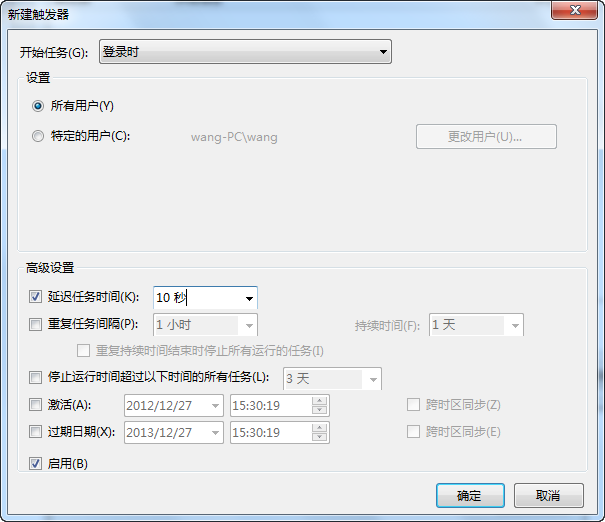 新建触发器
开始任务(G): 登录时
设置
所有用户(Y)
特定的用户(C): wang-PC\wang 更改用户(U)...
高级设置
延迟任务时间(K): 10 秒
重复任务间隔(P): 1 小时 持续时间(F): 1 天
重复持续时间结束时停止所有运行的任务(I)
停止运行时间超过以下时间的所有任务(L): 3 天
激活(A): 2012/12/27 15:30:19 跨时区同步(Z)
过期日期(X): 2013/12/27 15:30:19 跨时区同步(E)
启用(B)
确定 取消